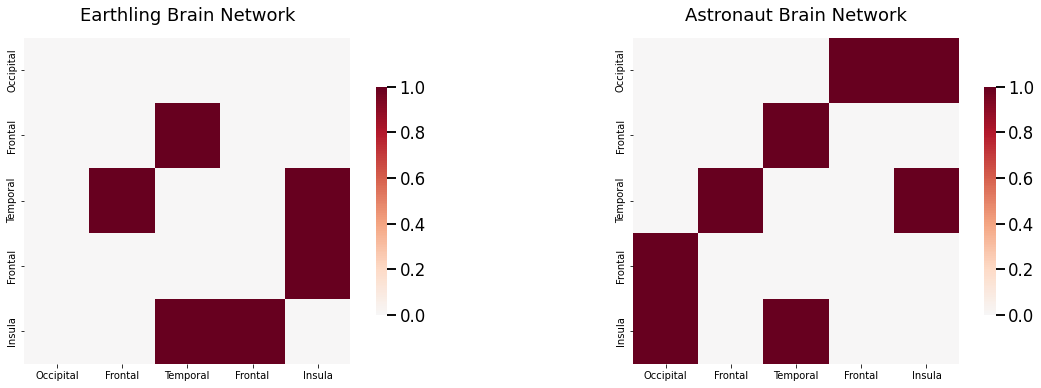 Earthling Brain Network
Astronaut Brain Network
Occipital
Frontal
Temporal
Frontal
Insula
Occipital
Frontal
Temporal
Frontal
Insula
1.0
0.8
0.6
0.4
0.2
0.0
Occipital
Frontal
Temporal
Frontal
Insula
Occipital
Frontal
Temporal
Frontal
Insula
1.0
0.8
0.6
0.4
0.2
0.0